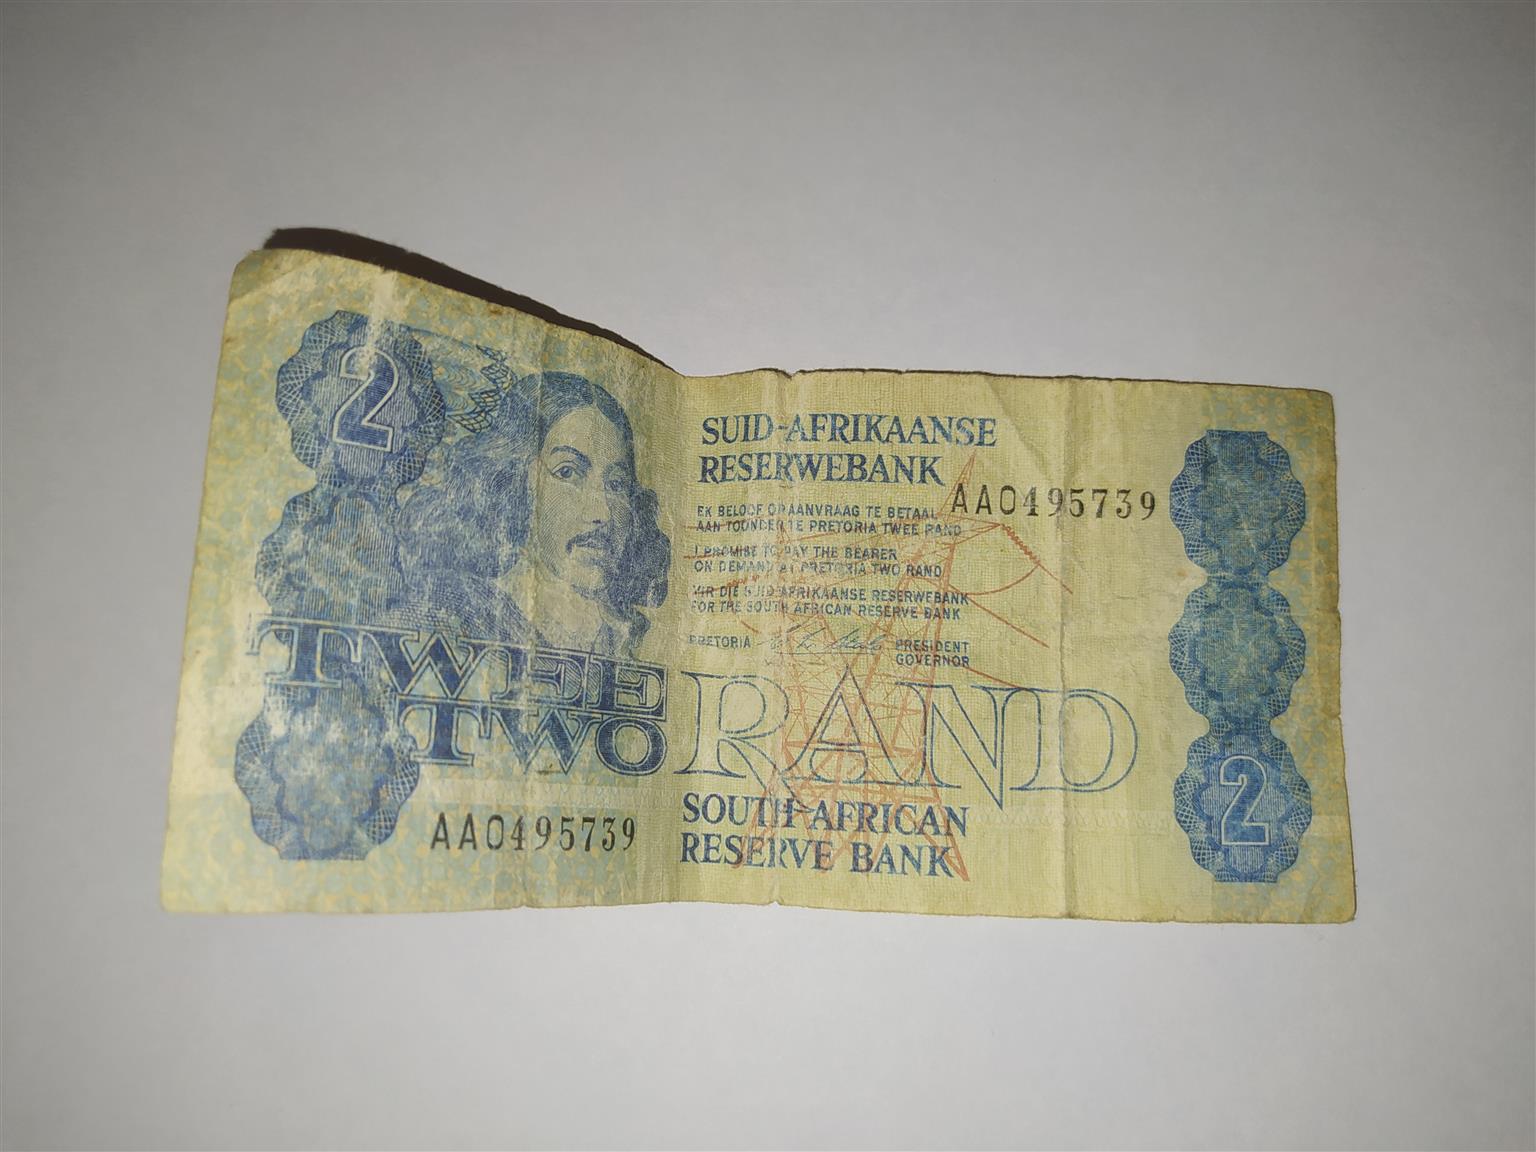 2
SUID-AFRIKAANSE
RESERWEBANK
AA0495739
EK BELOOF OP AANVRAAG TE BETAAL
AAN TOONDER TE PRETORIA TWEE RAND
I PROMISE TO PAY THE BEARER
ON DEMAND AT PRETORIA TWO RAND
VIR DIE SUID-AFRIKAANSE RESERWEBANK
FOR THE SOUTH AFRICAN RESERVE BANK
PRETORIA PRESIDENT
GOVERNOR
TWEE
TWO RAND
2
AA0495739
SOUTH AFRICAN
RESERVE BANK